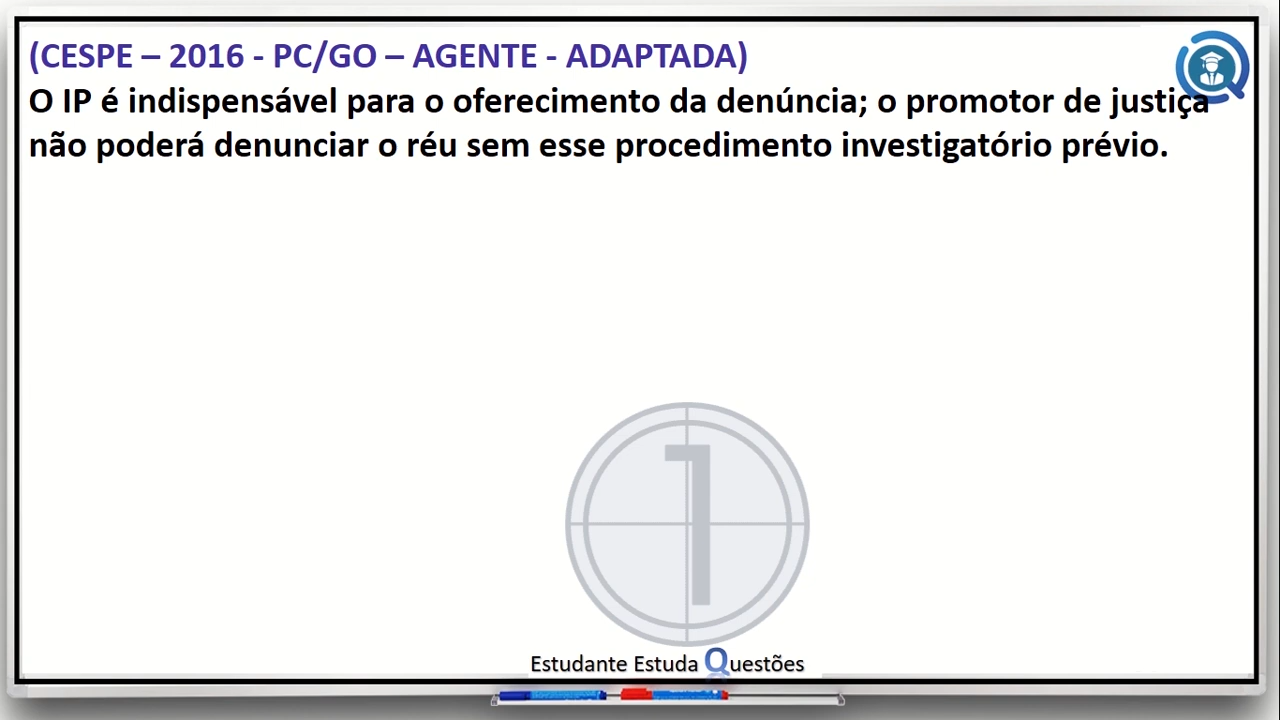 (CESPE – 2016 - PC/GO – AGENTE - ADAPTADA)
O IP é indispensável para o oferecimento da denúncia; o promotor de justiça
não poderá denunciar o réu sem esse procedimento investigatório prévio.
1
Estudante Estuda Questões